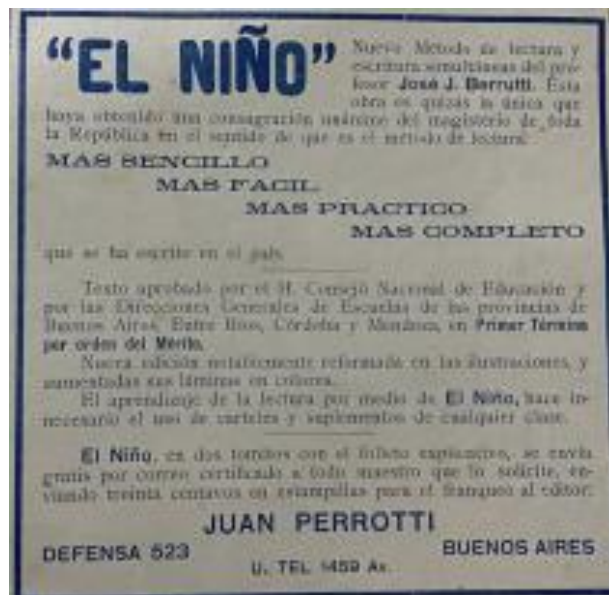 "EL NIÑO"
Nuevo Método de lectura y
escritura simultáneas del pro-
fesor José J. Berrutti. Esta
obra es quizás la única que
haya obtenido una consagración unánime del magisterio de toda
la República en el sentido de que es el método de lectura:
MAS SENCILLO
MAS FACIL
MAS PRACTICO
MAS COMPLETO
que se ha escrito en el país.
Texto aprobado por el H. Consejo Nacional de Educación y
por las Direcciones Generales de Escuelas de las provincias de
Buenos Aires, Entre Ríos, Córdoba y Mendoza, en Primer Término
por orden del Mérito.
Nueva edición notablemente reformada en las ilustraciones, y
aumentadas sus láminas en colores.
El aprendizaje de la lectura por medio de El Niño, hace in-
necesario el uso de carteles y suplementos de cualquier clase.
El Niño, en dos tomitos con el folleto explicativo, se envía
gratis por correo certificado a todo maestro que lo solicite, en-
viando treinta centavos en estampillas para el franqueo al editor:
JUAN PERROTTI
DEFENSA 523
BUENOS AIRES
U. TEL 1459 Av.